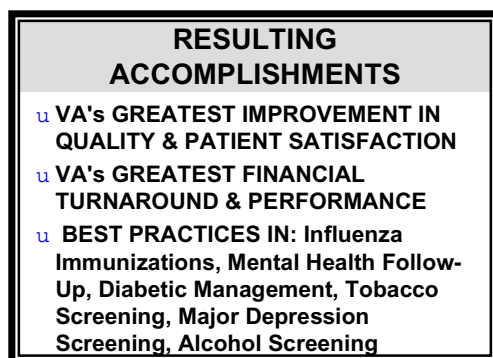 RESULTING
ACCOMPLISHMENTS
u VA's GREATEST IMPROVEMENT IN
QUALITY & PATIENT SATISFACTION
u VA's GREATEST FINANCIAL
TURNAROUND & PERFORMANCE
u BEST PRACTICES IN: Influenza
Immunizations, Mental Health Follow-
Up, Diabetic Management, Tobacco
Screening, Major Depression
Screening, Alcohol Screening